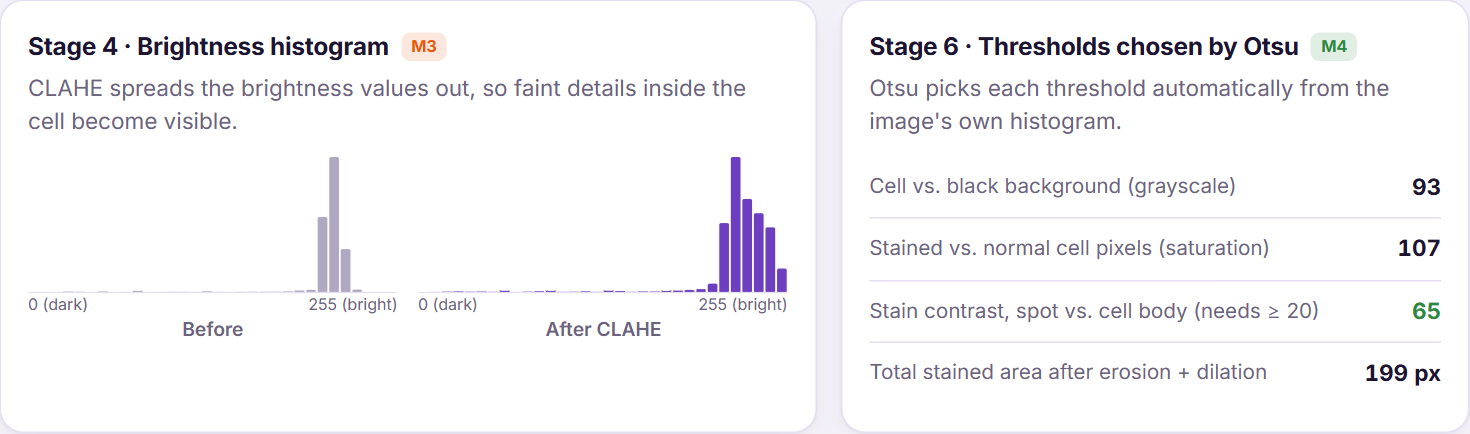 Stage 4 · Brightness histogram M3
CLAHE spreads the brightness values out, so faint details inside the
cell become visible.
0 (dark) 255 (bright) 0 (dark) 255 (bright)
Before After CLAHE
Stage 6 · Thresholds chosen by Otsu M4
Otsu picks each threshold automatically from the
image's own histogram.
Cell vs. black background (grayscale) 93
Stained vs. normal cell pixels (saturation) 107
Stain contrast, spot vs. cell body (needs ≥ 20) 65
Total stained area after erosion + dilation 199 px